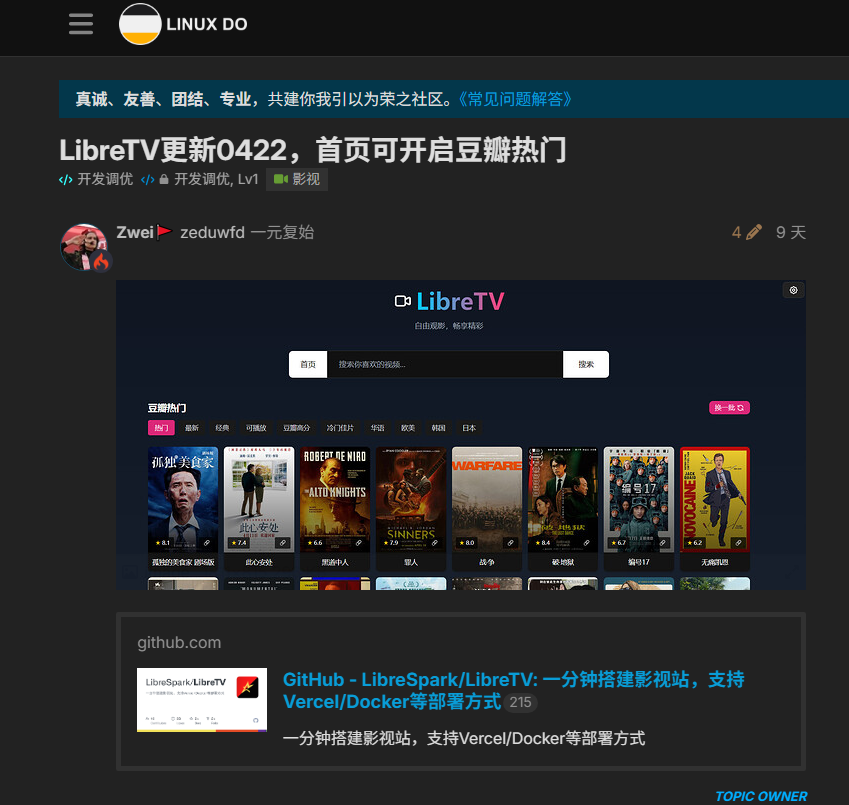 LINUX DO
真诚、友善、团结、专业，共建你我引以为荣之社区。《常见问题解答》
LibreTV更新0422，首页可开启豆瓣热门
开发调优 开发调优, Lv1 影视
Zwei zeduwfd 一元复始 4 9 天
LibreTV
自由观影，畅享精彩
首页 搜索你喜欢的视频... 搜索
豆瓣热门 换一批
热门 最新 经典 可播放 豆瓣高分 冷门佳片 华语 欧美 韩国 日本
孤独的美食家 ROBERT DE NIRO WARFARE 编号17 NOVOCAINE
THE ALTO KNIGHTS SINNERS 此心安处
8.1 7.4 6.6 7.9 8.0 8.4 6.7 6.2
孤独的美食家 剧场版 此心安处 黑道中人 罪人 战·争 破·地狱 编号17 无痛凯恩
github.com
LibreSpark/LibreTV
GitHub - LibreSpark/LibreTV: 一分钟搭建影视站，支持
Vercel/Docker等部署方式 215
一分钟搭建影视站，支持Vercel/Docker等部署方式
TOPIC OWNER